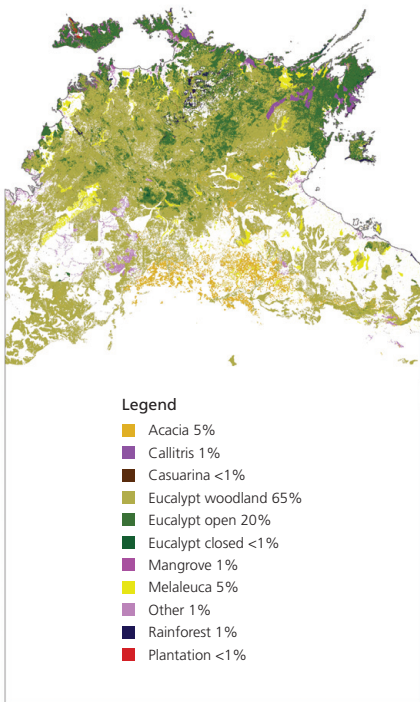 Legend
Acacia 5%
Callitris 1%
Casuarina <1%
Eucalypt woodland 65%
Eucalypt open 20%
Eucalypt closed <1%
Mangrove 1%
Melaleuca 5%
Other 1%
Rainforest 1%
Plantation <1%